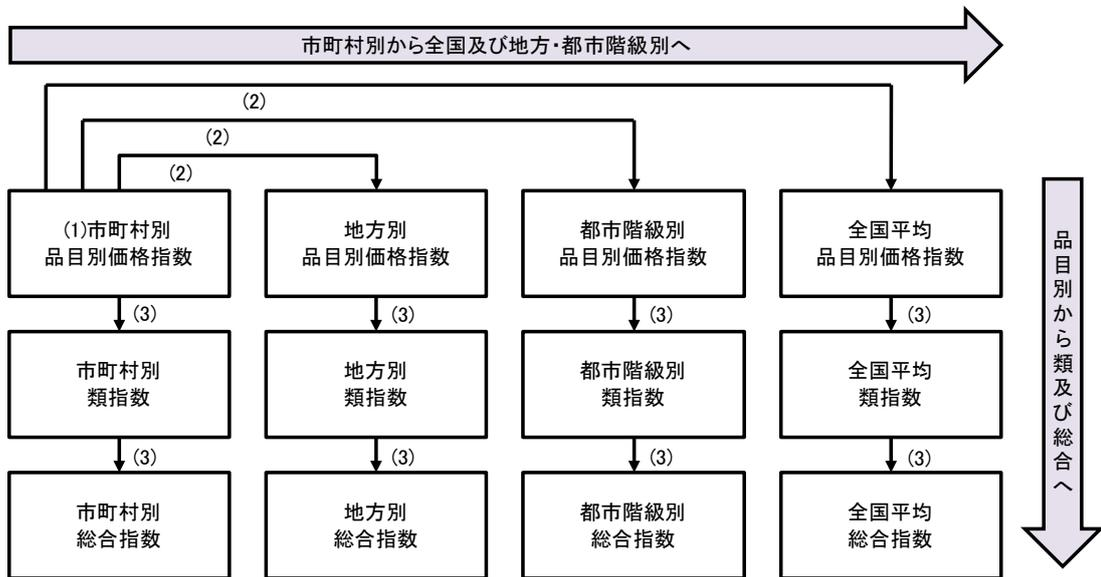 市町村別から全国及び地方・都市階級別へ
(2)
(2)
(2)
(1)市町村別
品目別価格指数
地方別
品目別価格指数
都市階級別
品目別価格指数
全国平均
品目別価格指数
(3)
(3)
(3)
(3)
市町村別
類指数
地方別
類指数
都市階級別
類指数
全国平均
類指数
(3)
(3)
(3)
(3)
市町村別
総合指数
地方別
総合指数
都市階級別
総合指数
全国平均
総合指数
品目別から類及び総合へ